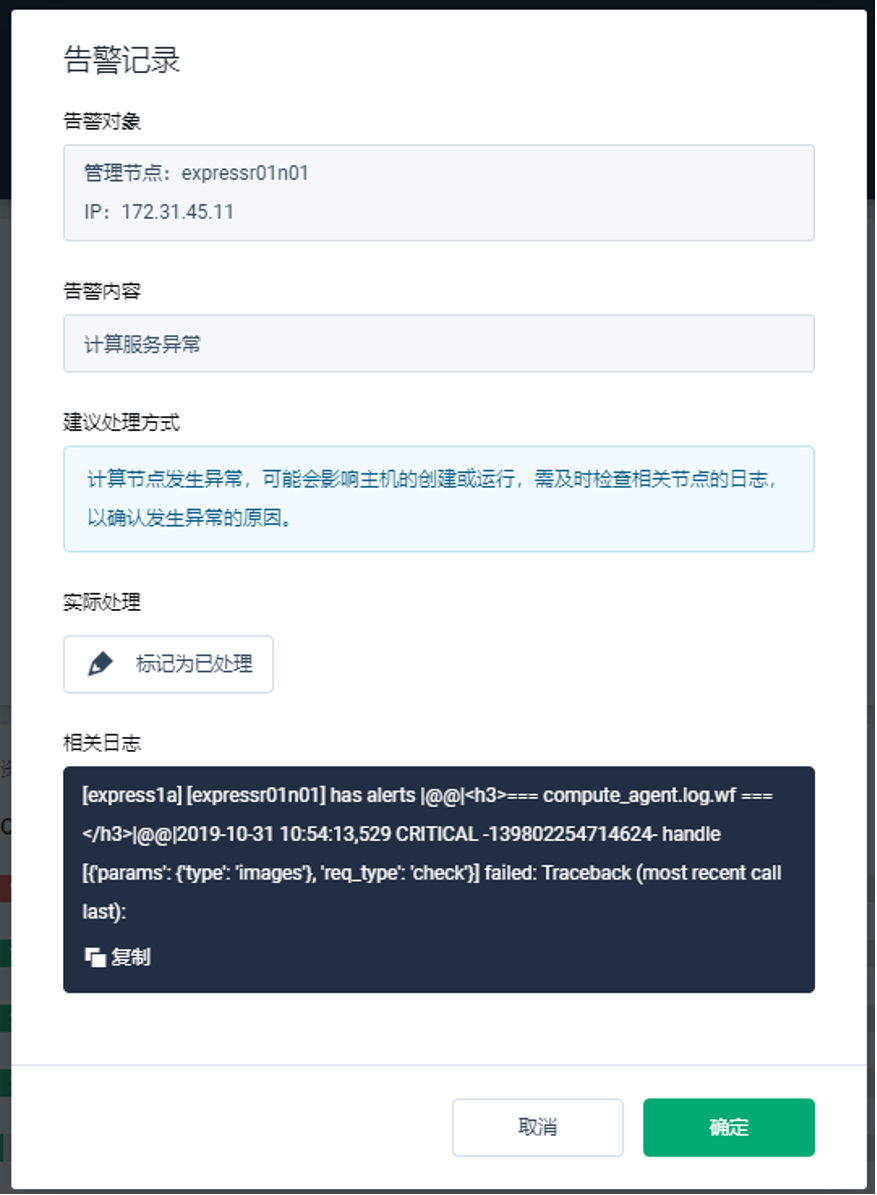 告警记录
告警对象
管理节点：expressr01n01
IP：172.31.45.11
告警内容
计算服务异常
建议处理方式
计算节点发生异常，可能会影响主机的创建或运行，需及时检查相关节点的日志，
以确认发生异常的原因。
实际处理
标记为已处理
相关日志
[express1a] [expressr01n01] has alerts |@@|<h3>=== compute_agent.log.wf ===
</h3>|@@|2019-10-31 10:54:13,529 CRITICAL -139802254714624- handle
[{'params': {'type': 'images'}, 'req_type': 'check'}] failed: Traceback (most recent call
last):
复制
取消
确定